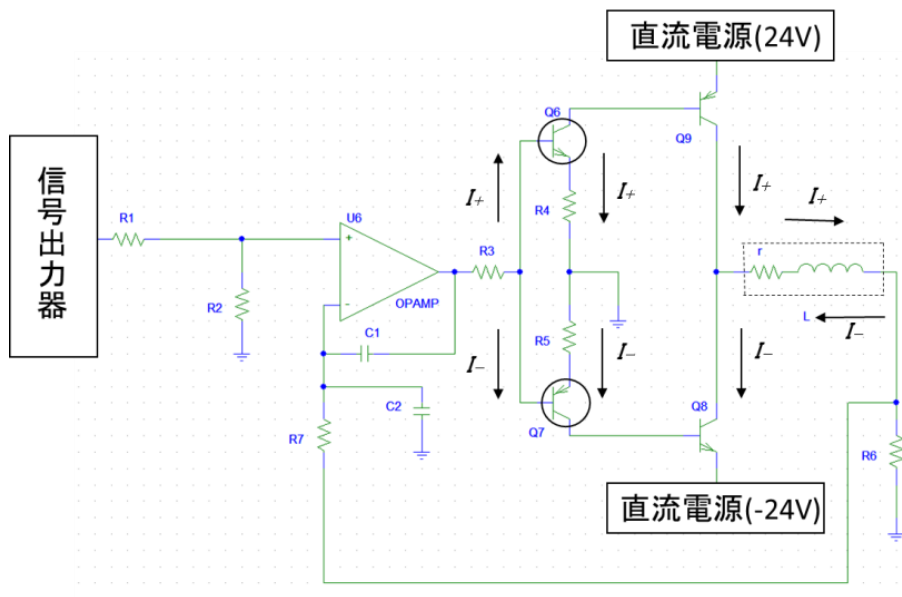 直流電源(24V)
信号出力器
Q6
Q9
I+
I+
I+
I+
R1
U6
R4
R3
r
+
-
OPAMP
R2
L
I−
C1
R5
I−
I−
I−
C2
Q8
R7
Q7
R6
直流電源(-24V)